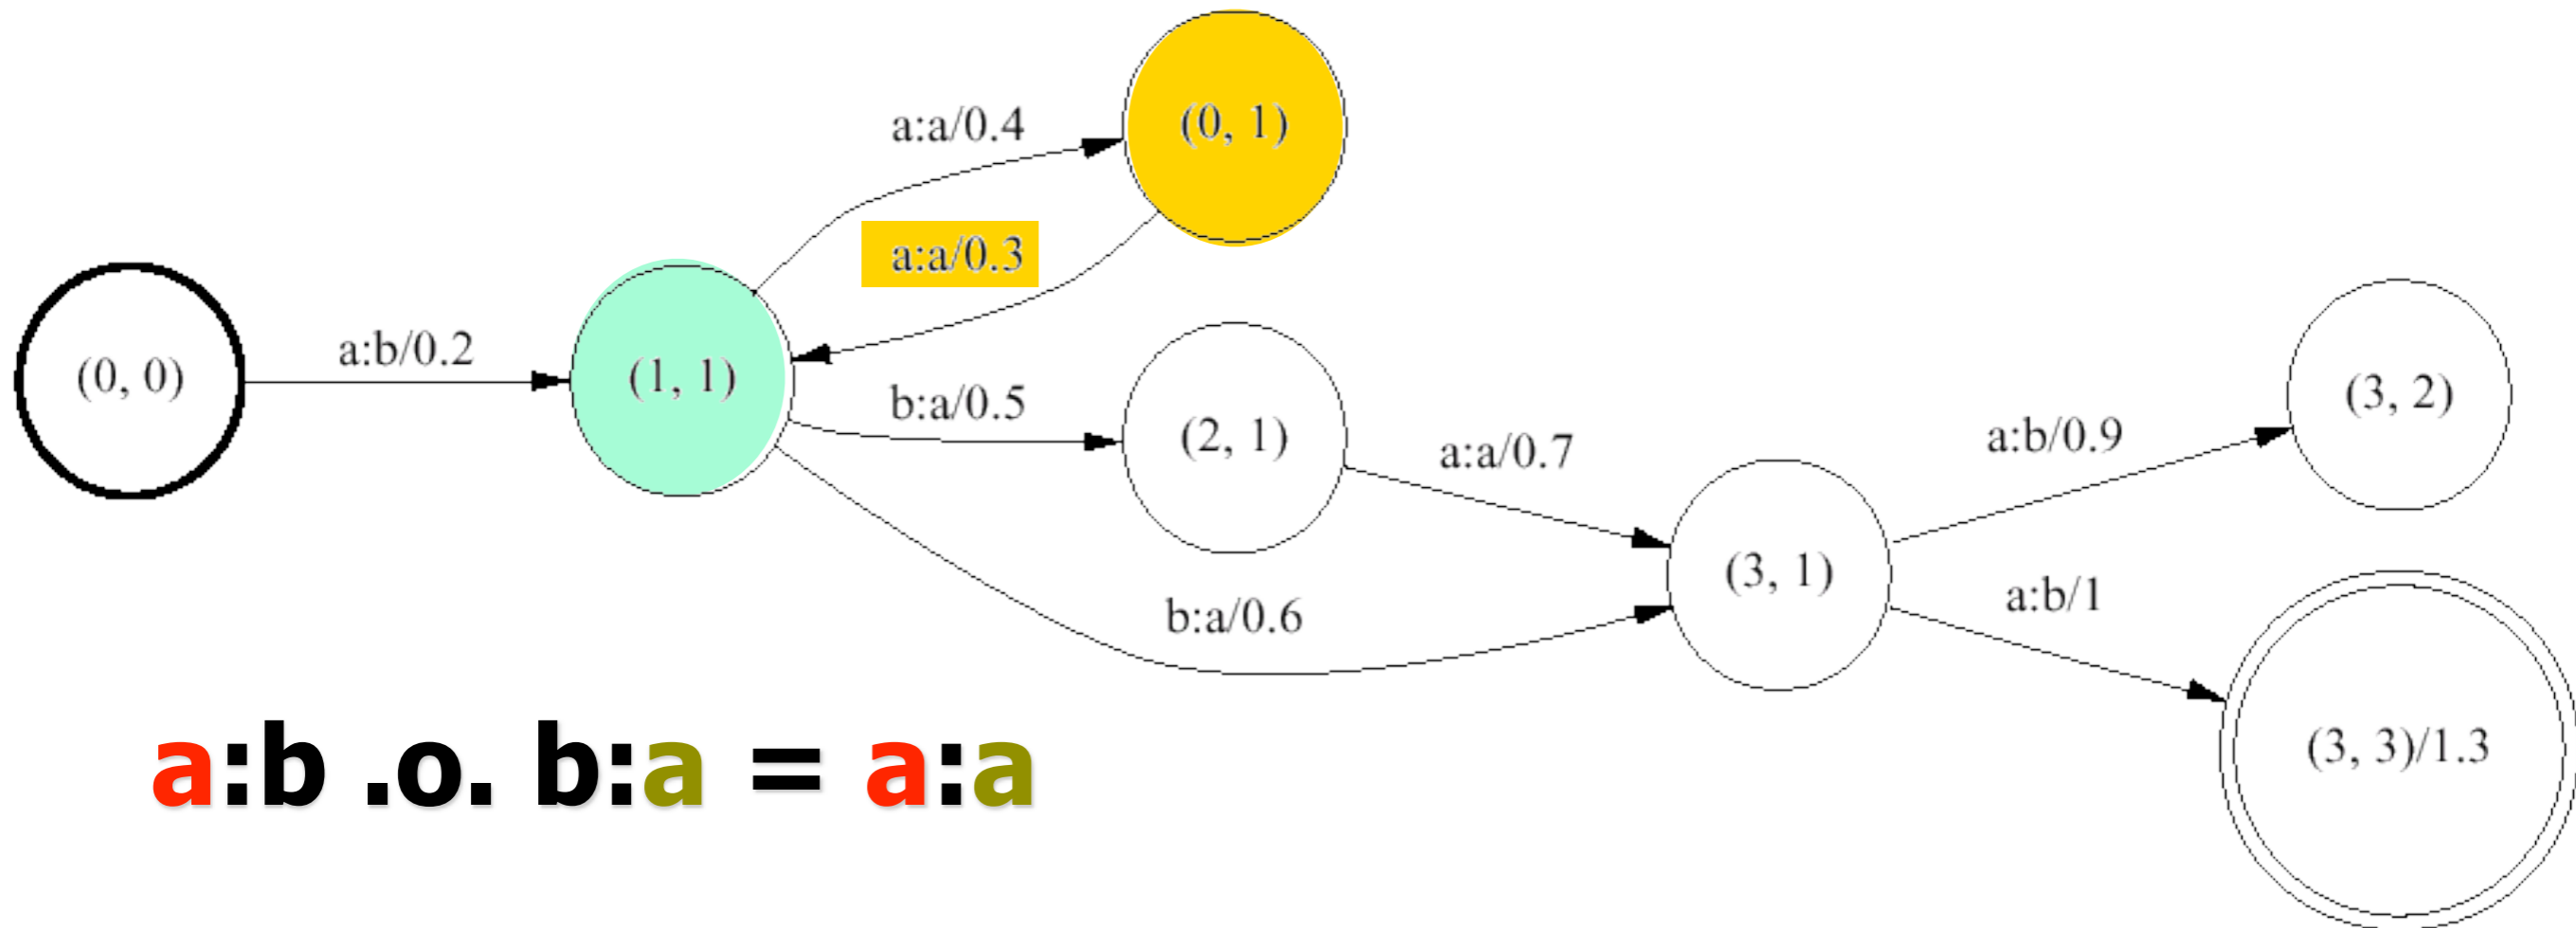 a:a/0.4
(0, 1)
a:a/0.3
(0, 0)
a:b/0.2
(1, 1)
b:a/0.5
(2, 1)
a:a/0.7
b:a/0.6
(3, 1)
a:b/0.9
(3, 2)
a:b/1
(3, 3)/1.3
a:b .o. b:a = a:a